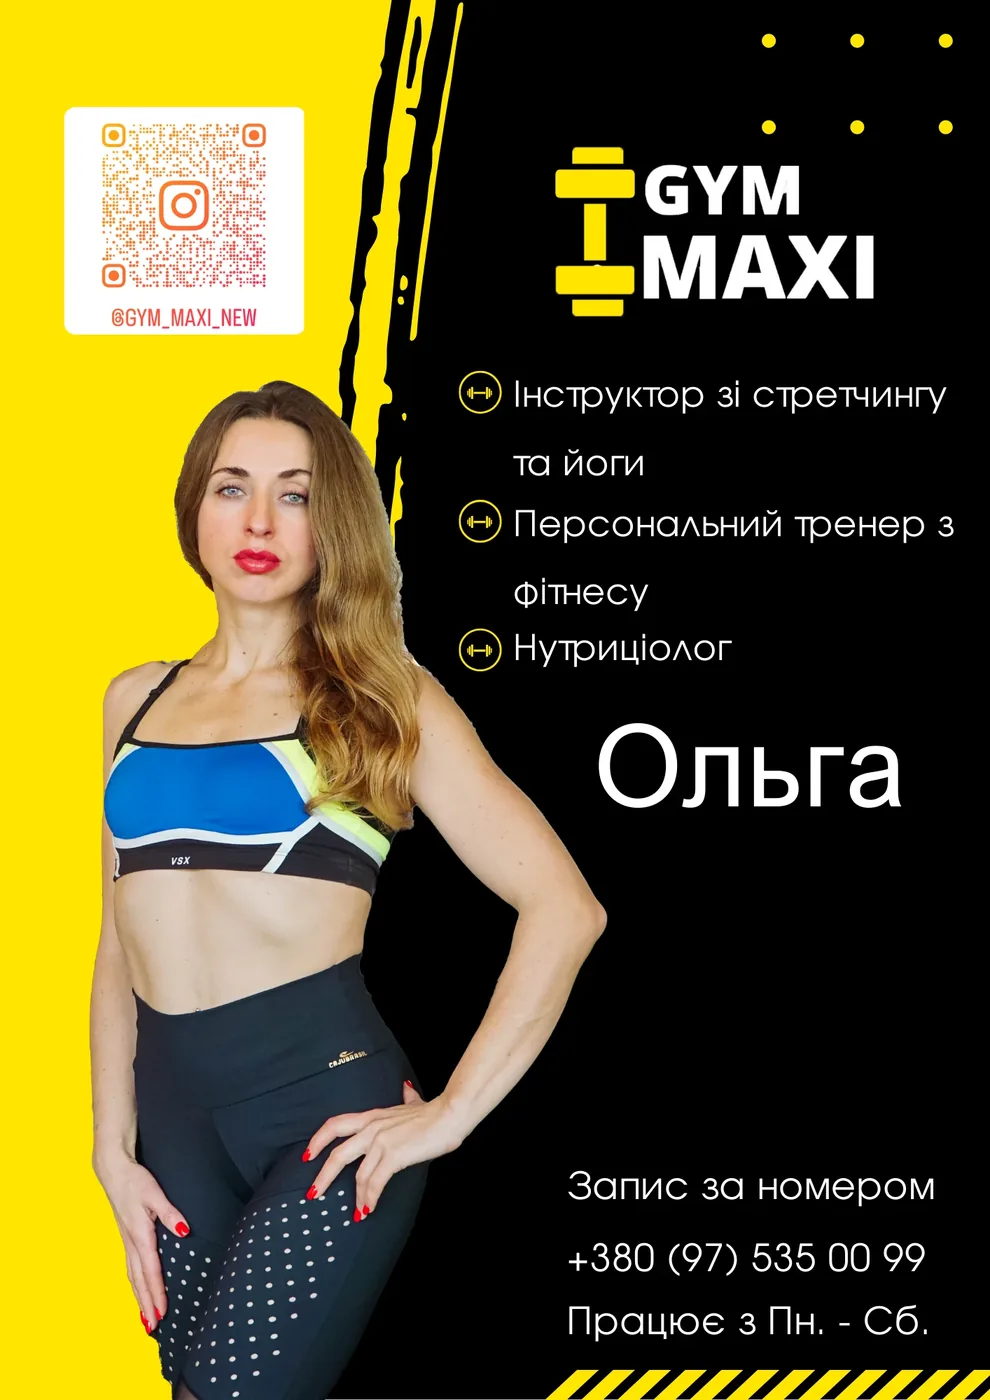 @GYM_MAXI_NEW
GYM
MAXI
Інструктор зі стретчингу
та йоги
Персональний тренер з
фітнесу
Нутриціолог
Ольга
VSX
CAJUBRASIL
Запис за номером
+380 (97) 535 00 99
Працює з Пн. - Сб.